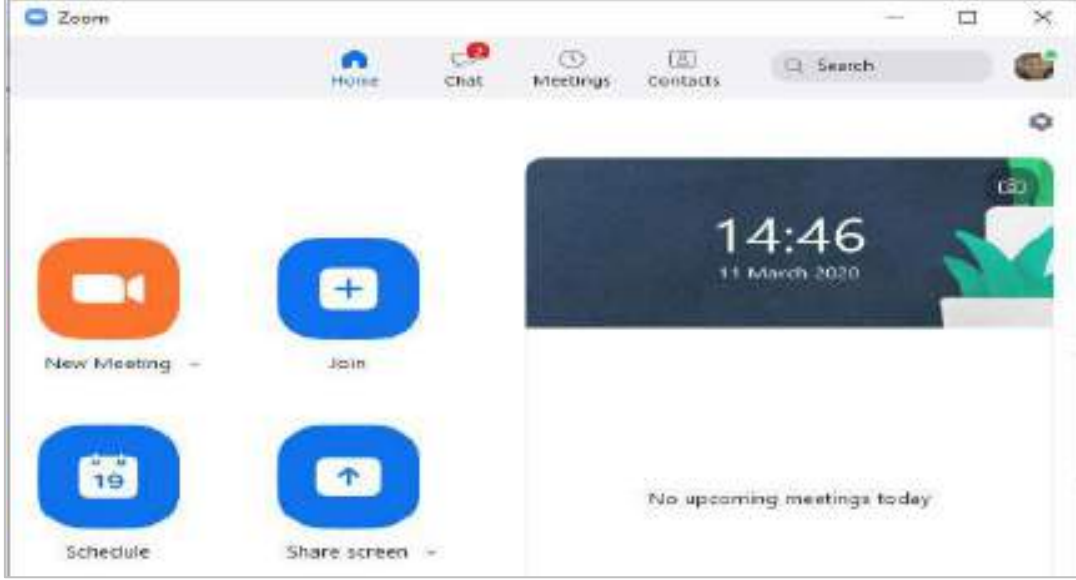 Zoom
2
Home
Chat
Meetings
Contacts
Search
14:46
11 March 2020
New Meeting
Join
19
Schedule
Share screen
No upcoming meetings today